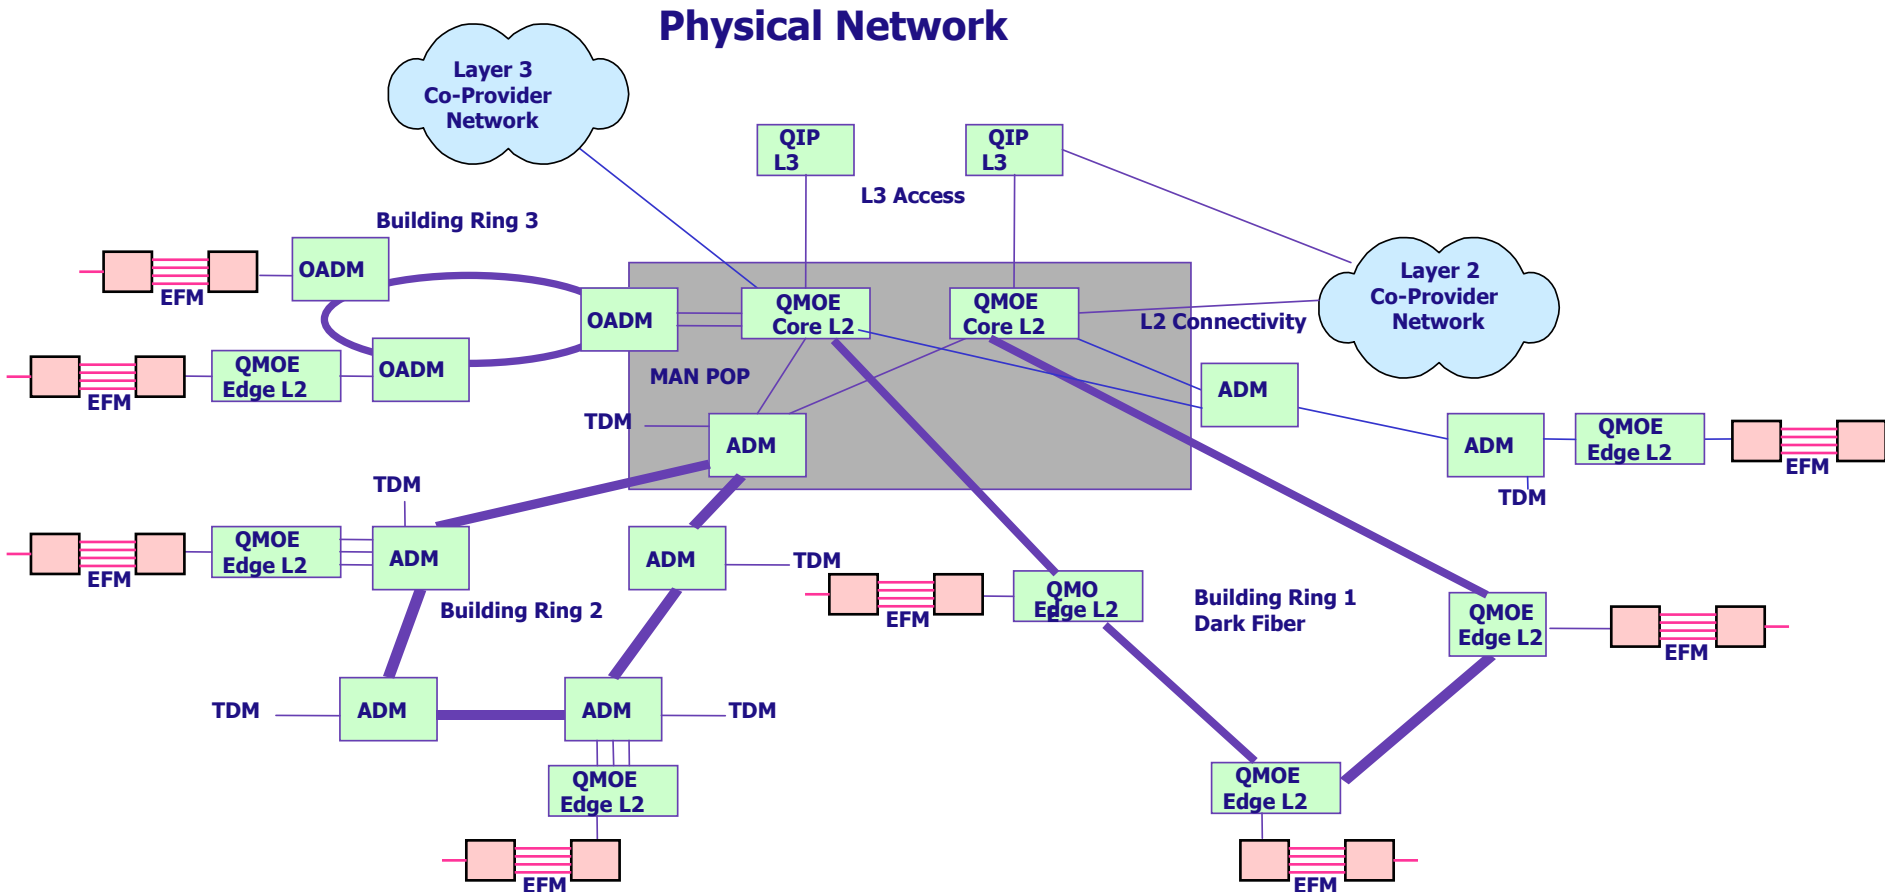 Physical Network
Layer 3
Co-Provider
Network
QIP
L3
QIP
L3
L3 Access
Building Ring 3
OADM
EFM
OADM
QMOE
Core L2
QMOE
Core L2
Layer 2
Co-Provider
Network
L2 Connectivity
QMOE
Edge L2
OADM
EFM
MAN POP
ADM
TDM
ADM
ADM
QMOE
Edge L2
EFM
TDM
TDM
QMOE
Edge L2
ADM
EFM
ADM
TDM
EFM
QMO
E
Edge L2
Building Ring 1
Dark Fiber
QMOE
Edge L2
EFM
Building Ring 2
TDM
ADM
ADM
TDM
QMOE
Edge L2
EFM
QMOE
Edge L2
EFM